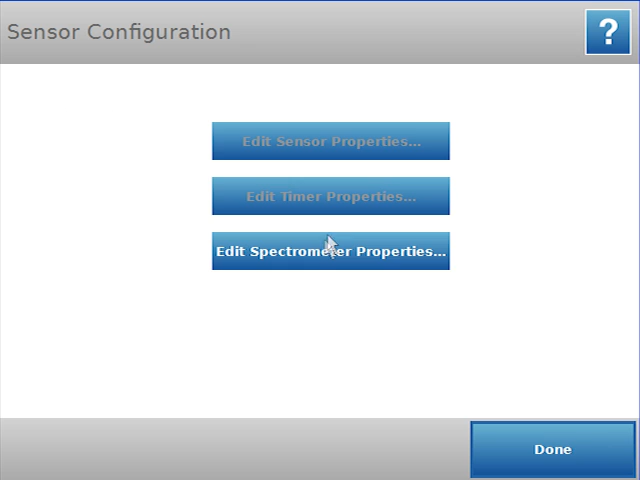 Sensor Configuration
?
Edit Sensor Properties...
Edit Timer Properties...
Edit Spectrometer Properties...
Done